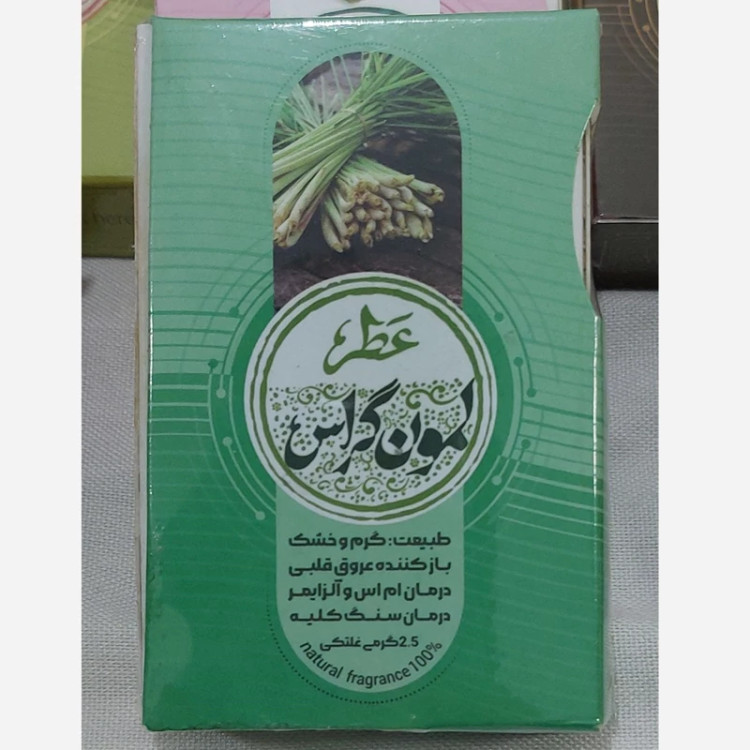 عطر
لمون گراس
طبیعت: گرم و خشک
باز کننده عروق قلبی
درمان ام اس و آلزایمر
درمان سنگ کلیه
2.5 گرمی غلتکی
natural fragrance 100%